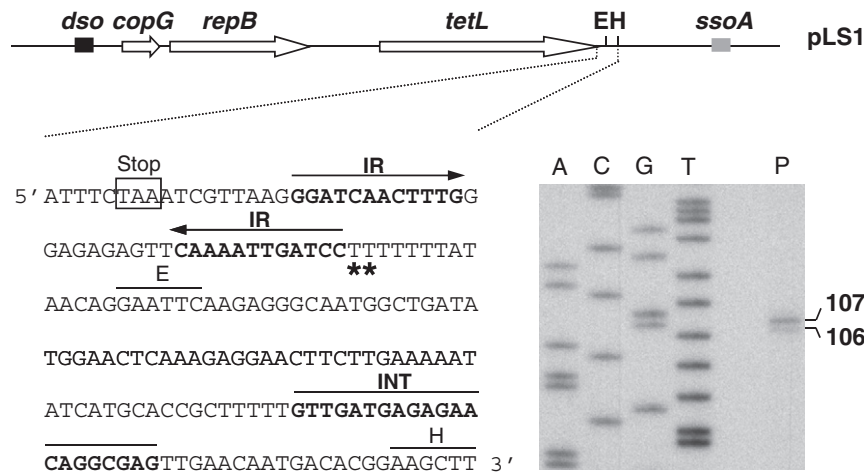 dso copG repB tetL EH ssoA pLS1
Stop IR
5' ATTTCTAAATCGTTAAGGGATCAACTTTGG
IR
GAGAGAGTTCAAAATTGATCCTTTTTTTAT
**
E
AACAGGAATTCAAGAGGGCAATGGCTGATA
TGGAACTCAAAGAGGAACTTCTTGAAAAAT
INT
ATCATGCACCGCTTTTTGTTGATGAGAGAA
H
CAGGCGAGTTGAACAATGACACGGAAGCTT 3'
A C G T P
107
106